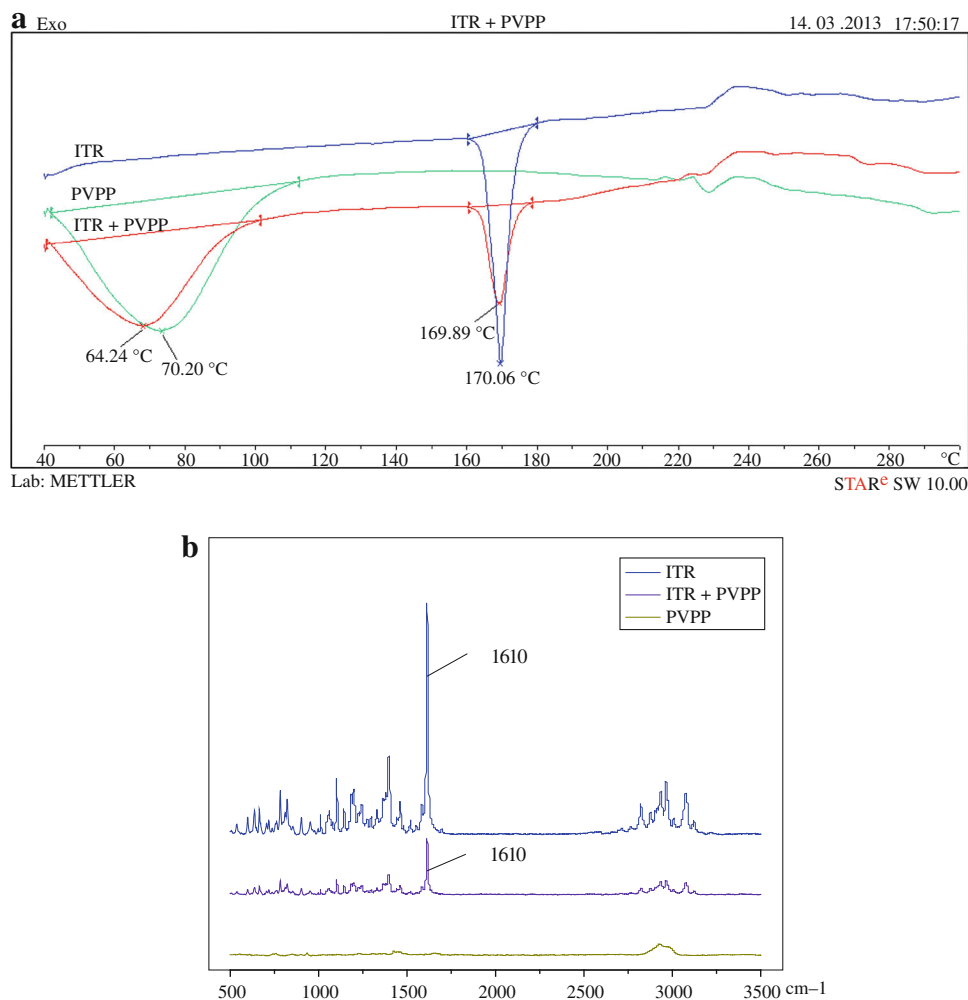 a Exo ITR + PVPP 14. 03 .2013 17:50:17
ITR
PVPP
ITR + PVPP
169.89 °C
64.24 °C
70.20 °C
170.06 °C
40 60 80 100 120 140 160 180 200 220 240 260 280 °C
Lab: METTLER STARe SW 10.00
b
ITR
ITR + PVPP
PVPP
1610
1610
500 1000 1500 2000 2500 3000 3500 cm–1